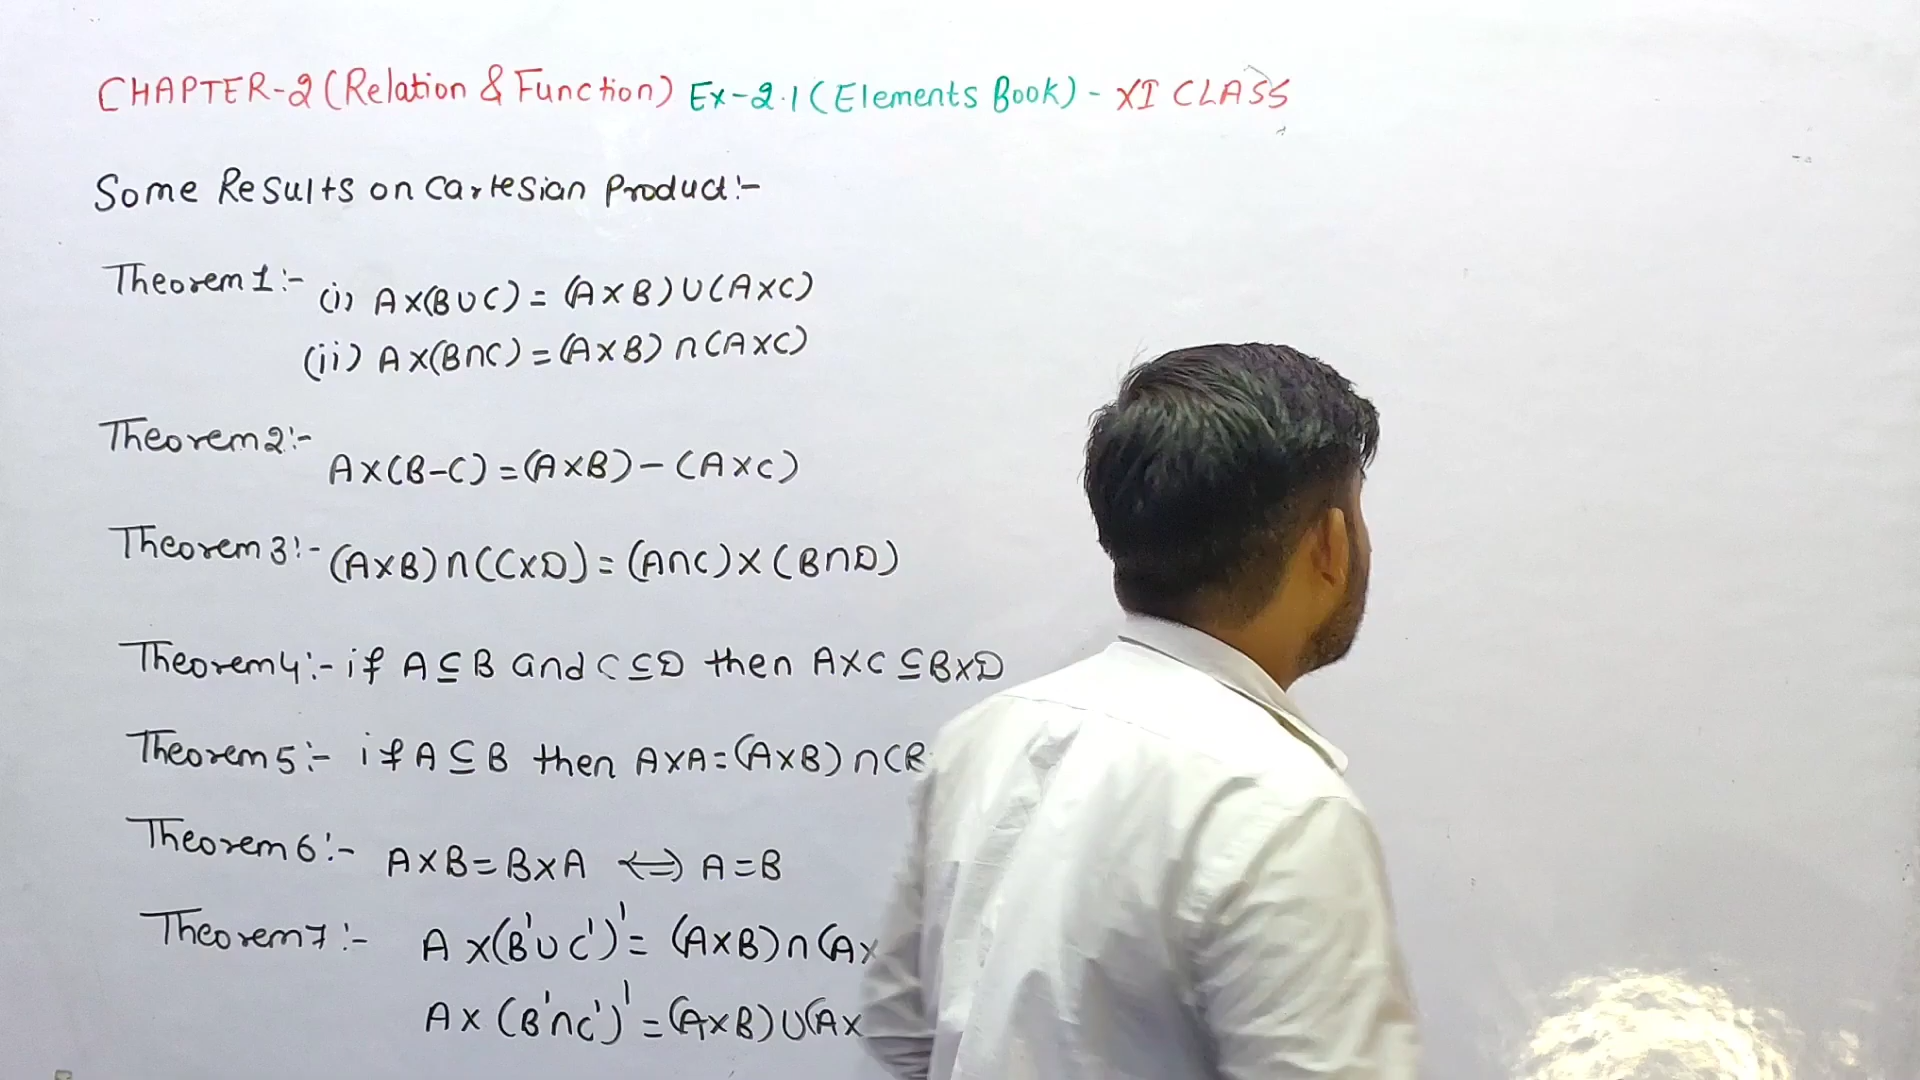 CHAPTER-2 (Relation & Function) Ex-2.1 (Elements Book) - XI CLASS
Some Results on Cartesian Product:-
Theorem 1:- (i) A×(B∪C) = (A×B)∪(A×C)
(ii) A×(B∩C) = (A×B)∩(A×C)
Theorem 2:-
A×(B-C) = (A×B) - (A×C)
Theorem 3:- (A×B)∩(C×D) = (A∩C)×(B∩D)
Theorem 4:- if A⊆B and C⊆D then A×C⊆B×D
Theorem 5:- if A⊆B then A×A = (A×B)∩(B
Theorem 6:- A×B = B×A ⟺ A=B
Theorem 7:- A×(B'∪C')' = (A×B)∩(A×
A×(B'∩C')' = (A×B)∪(A×